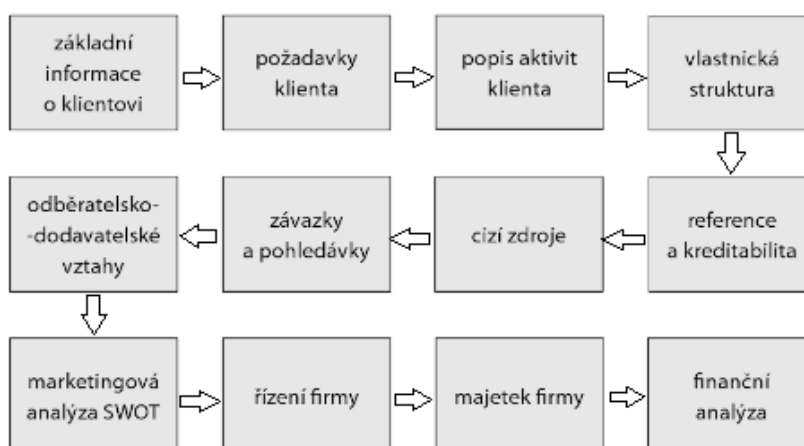 základní
informace
o klientovi
požadavky
klienta
popis aktivit
klienta
vlastnická
struktura
reference
a kreditabilita
cizí zdroje
závazky
a pohledávky
odběratelsko-
-dodavatelské
vztahy
marketingová
analýza SWOT
řízení firmy
majetek firmy
finanční
analýza